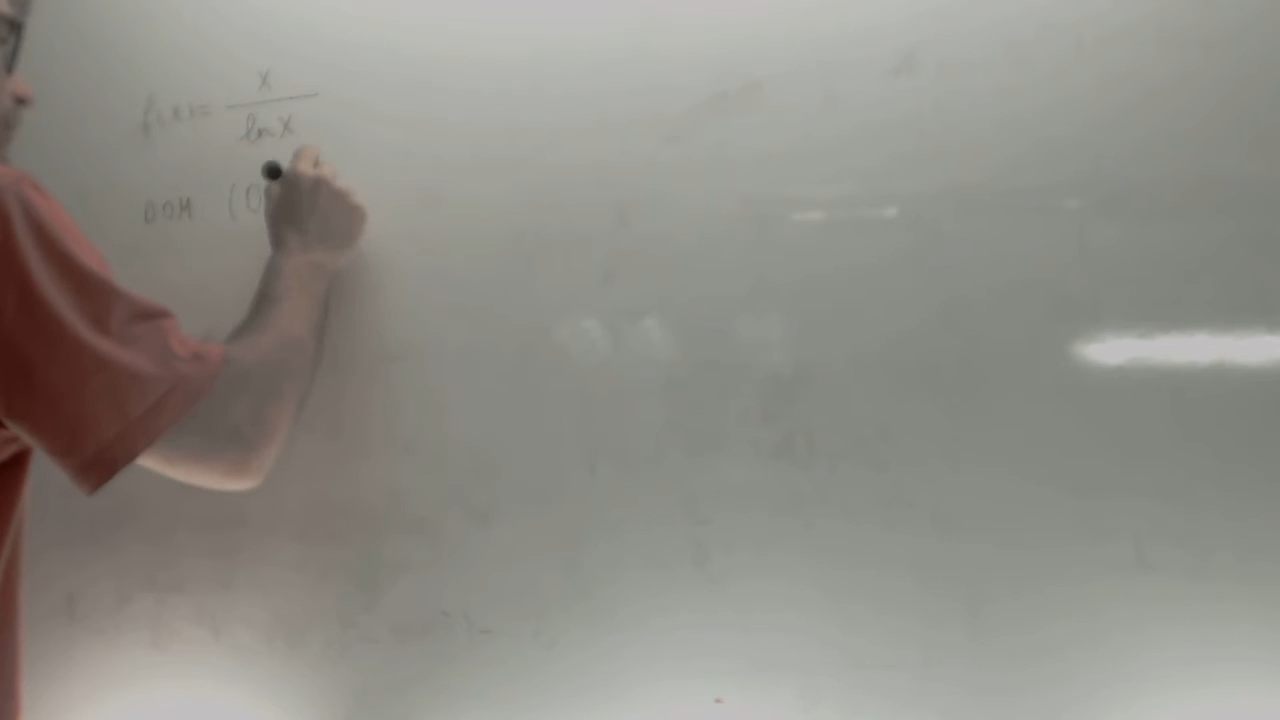 f(x)= x / ln x
DOM (0